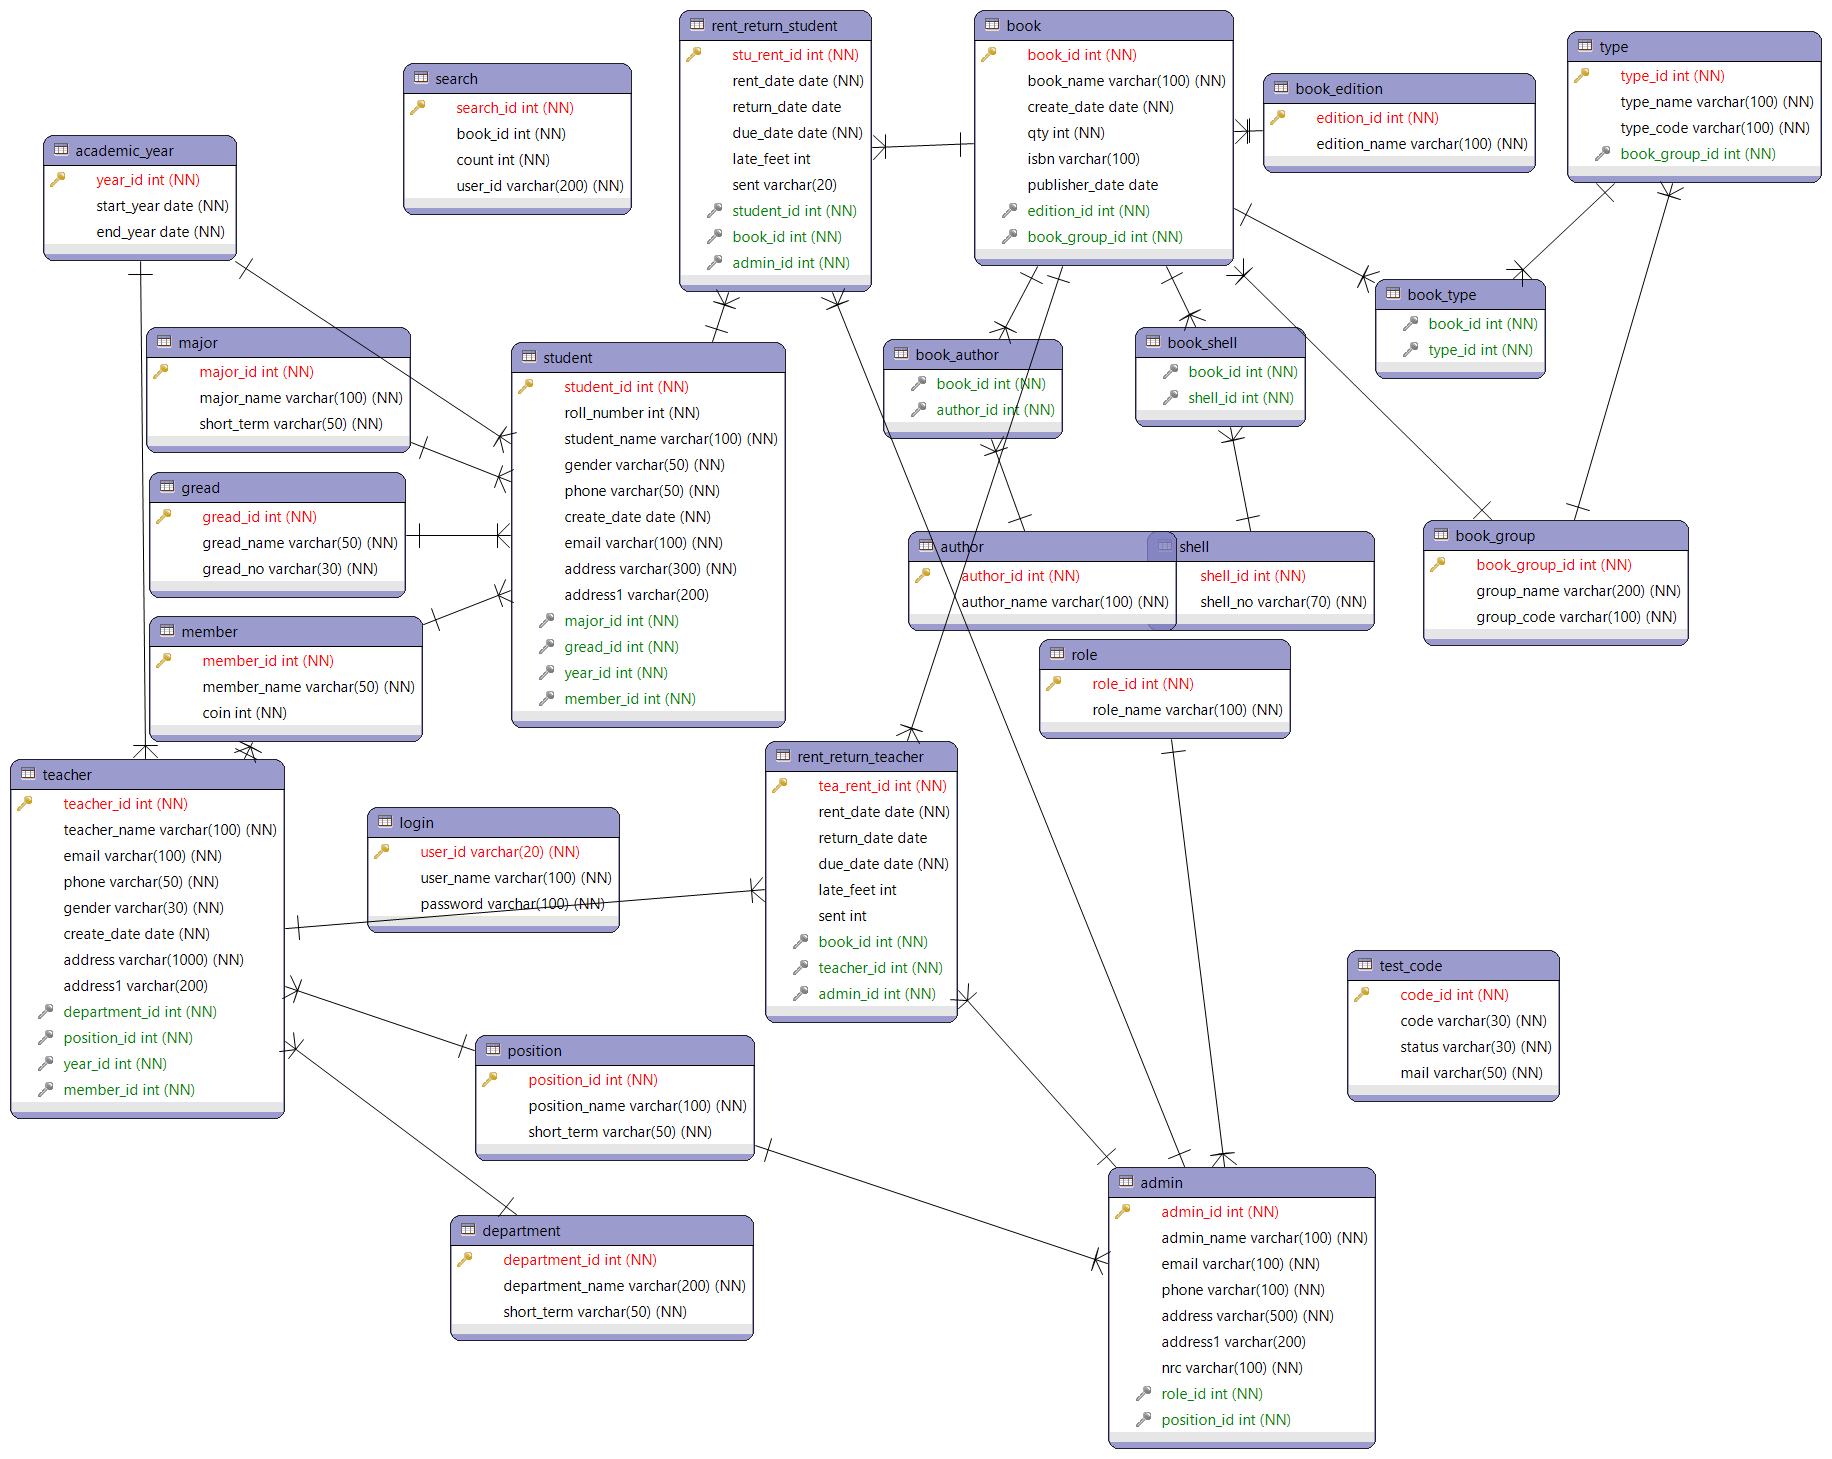 rent_return_student
stu_rent_id int (NN)
rent_date date (NN)
return_date date
due_date date (NN)
late_feet int
sent varchar(20)
student_id int (NN)
book_id int (NN)
admin_id int (NN)
book
book_id int (NN)
book_name varchar(100) (NN)
create_date date (NN)
qty int (NN)
isbn varchar(100)
publisher_date date
edition_id int (NN)
book_group_id int (NN)
type
type_id int (NN)
type_name varchar(100) (NN)
type_code varchar(100) (NN)
book_group_id int (NN)
search
search_id int (NN)
book_id int (NN)
count int (NN)
user_id varchar(200) (NN)
book_edition
edition_id int (NN)
edition_name varchar(100) (NN)
academic_year
year_id int (NN)
start_year date (NN)
end_year date (NN)
book_type
book_id int (NN)
type_id int (NN)
major
major_id int (NN)
major_name varchar(100) (NN)
short_term varchar(50) (NN)
student
student_id int (NN)
roll_number int (NN)
student_name varchar(100) (NN)
gender varchar(50) (NN)
phone varchar(50) (NN)
create_date date (NN)
email varchar(100) (NN)
address varchar(300) (NN)
address1 varchar(200)
major_id int (NN)
gread_id int (NN)
year_id int (NN)
member_id int (NN)
book_author
book_id int (NN)
author_id int (NN)
book_shell
book_id int (NN)
shell_id int (NN)
gread
gread_id int (NN)
gread_name varchar(50) (NN)
gread_no varchar(30) (NN)
author
author_id int (NN)
author_name varchar(100) (NN)
shell
shell_id int (NN)
shell_no varchar(70) (NN)
book_group
book_group_id int (NN)
group_name varchar(200) (NN)
group_code varchar(100) (NN)
member
member_id int (NN)
member_name varchar(50) (NN)
coin int (NN)
role
role_id int (NN)
role_name varchar(100) (NN)
teacher
teacher_id int (NN)
teacher_name varchar(100) (NN)
email varchar(100) (NN)
phone varchar(50) (NN)
gender varchar(30) (NN)
create_date date (NN)
address varchar(1000) (NN)
address1 varchar(200)
department_id int (NN)
position_id int (NN)
year_id int (NN)
member_id int (NN)
login
user_id varchar(20) (NN)
user_name varchar(100) (NN)
password varchar(100) (NN)
rent_return_teacher
tea_rent_id int (NN)
rent_date date (NN)
return_date date
due_date date (NN)
late_feet int
sent int
book_id int (NN)
teacher_id int (NN)
admin_id int (NN)
test_code
code_id int (NN)
code varchar(30) (NN)
status varchar(30) (NN)
mail varchar(50) (NN)
position
position_id int (NN)
position_name varchar(100) (NN)
short_term varchar(50) (NN)
department
department_id int (NN)
department_name varchar(200) (NN)
short_term varchar(50) (NN)
admin
admin_id int (NN)
admin_name varchar(100) (NN)
email varchar(100) (NN)
phone varchar(100) (NN)
address varchar(500) (NN)
address1 varchar(200)
nrc varchar(100) (NN)
role_id int (NN)
position_id int (NN)